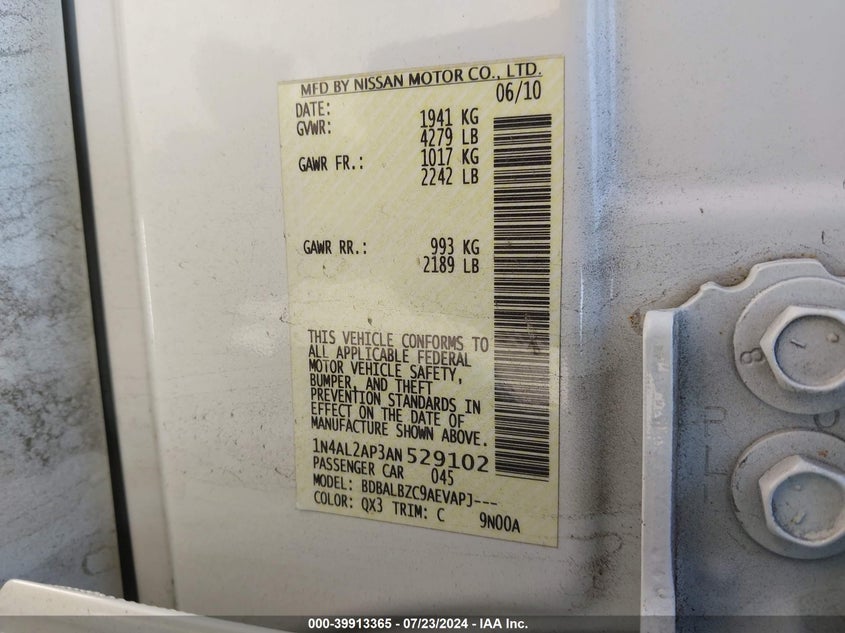 MFD BY NISSAN MOTOR CO., LTD.
DATE: 06/10
GVWR: 1941 KG
4279 LB
GAWR FR.: 1017 KG
2242 LB
GAWR RR.: 993 KG
2189 LB
THIS VEHICLE CONFORMS TO
ALL APPLICABLE FEDERAL
MOTOR VEHICLE SAFETY,
BUMPER, AND THEFT
PREVENTION STANDARDS IN
EFFECT ON THE DATE OF
MANUFACTURE SHOWN ABOVE.
1N4AL2AP3AN529102
PASSENGER CAR 045
MODEL: BDBALBZC9AEVAPJ---
COLOR: QX3 TRIM: C 9N00A
8
000-39913365 - 07/23/2024 - IAA Inc.